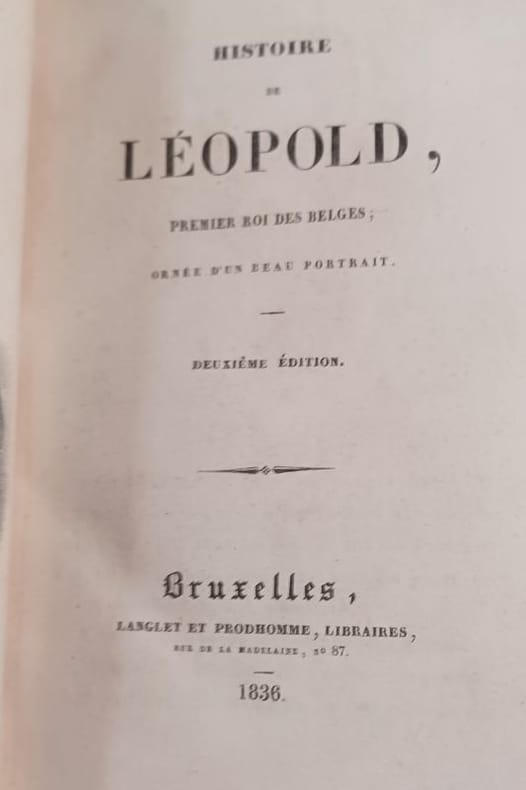 HISTOIRE
DE
LÉOPOLD,
PREMIER ROI DES BELGES;
ORNÉE D'UN BEAU PORTRAIT.
DEUXIÈME ÉDITION.
Bruxelles,
LANGLET ET PRODHOMME, LIBRAIRES,
RUE DE LA MADELAINE, No 87.
1836.